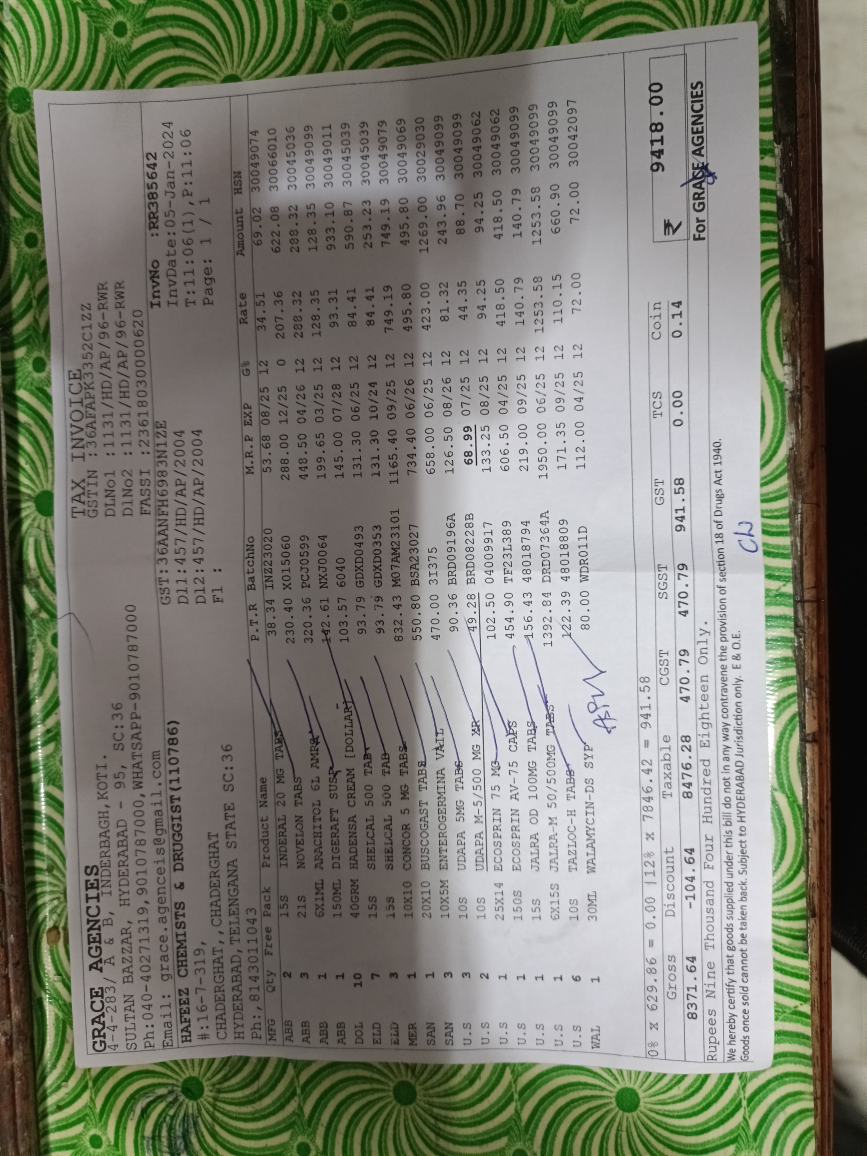 TAX INVOICE
GRACE AGENCIES GSTIN :36AFAPK3352C1ZZ
4-4-283/ A & B, INDERBAGH,KOTI. DLNo1 :1131/HD/AP/96-RWR
SULTAN BAZZAR, HYDERABAD - 95, SC:36 DlNo2 :1131/HD/AP/96-RWR
Ph:040-40271319,9010787000,WHATSAPP-9010787000 FASSI :23618030000620
Email: grace.agenceis@gmail.com
HAFEEZ CHEMISTS & DRUGGIST(110786) GST:36AANFH6983N1ZE InvNo :RR385642
#:16-7-319, Dl1:457/HD/AP/2004 InvDate:05-Jan-2024
CHADERGHAT,,CHADERGHAT Dl2:457/HD/AP/2004 T:11:06(1),P:11:06
HYDERABAD,TELENGANA STATE SC:36 Fl : Page: 1 / 1
Ph:,8143011043
MFG Qty Free Pack Product Name P.T.R BatchNo M.R.P EXP G% Rate Amount HSN
ABB 2 15S INDERAL 20 MG TABS 38.34 INZ23020 53.68 08/25 12 34.51 69.02 30049074
ABB 3 21S NOVELON TABS 230.40 XO15060 288.00 12/25 0 207.36 622.08 30066010
ABB 1 6X1ML ARACHITOL 6L AMPS 320.36 PCJ0599 448.50 04/26 12 288.32 288.32 30045036
ABB 1 150ML DIGERAFT SUSP 142.61 NXJ0064 199.65 03/25 12 128.35 128.35 30049099
DOL 10 40GRM HADENSA CREAM [DOLLAR] 103.57 6040 145.00 07/28 12 93.31 933.10 30049011
ELD 7 15S SHELCAL 500 TAB 93.79 GDXD0493 131.30 06/25 12 84.41 590.87 30045039
ELD 3 15S SHELCAL 500 TAB 93.79 GDXD0353 131.30 10/24 12 84.41 253.23 30045039
MER 1 10X10 CONCOR 5 MG TABS 832.43 M07AM23101 1165.40 09/25 12 749.19 749.19 30049079
SAN 1 20X10 BUSCOGAST TABS 550.80 BSA23027 734.40 06/26 12 495.80 495.80 30049069
SAN 3 10X5M ENTEROGERMINA VAIL 470.00 3I375 658.00 06/25 12 423.00 1269.00 30029030
U.S 3 10S UDAPA 5MG TABS 90.36 BRD09196A 126.50 08/26 12 81.32 243.96 30049099
U.S 2 10S UDAPA M-5/500 MG XR 49.28 BRD08228B 68.99 07/25 12 44.35 88.70 30049099
U.S 1 25X14 ECOSPRIN 75 MG 102.50 04009917 133.25 08/25 12 94.25 94.25 30049062
U.S 1 150S ECOSPRIN AV-75 CAPS 454.90 TF23L389 606.50 04/25 12 418.50 418.50 30049062
U.S 1 15S JALRA OD 100MG TABS 156.43 48018794 219.00 09/25 12 140.79 140.79 30049099
U.S 1 6X15S JALRA-M 50/500MG TABS 1392.84 DRD07364A 1950.00 06/25 12 1253.58 1253.58 30049099
U.S 6 10S TAZLOC-H TABS 122.39 48018809 171.35 09/25 12 110.15 660.90 30049099
WAL 1 30ML WALAMYCIN-DS SYP 80.00 WDR011D 112.00 04/25 12 72.00 72.00 30042097
0% X 629.86 = 0.00 |12% x 7846.42 = 941.58
Gross Discount Taxable CGST SGST GST TCS Coin
8371.64 -104.64 8476.28 470.79 470.79 941.58 0.00 0.14 ₹ 9418.00
Rupees Nine Thousand Four Hundred Eighteen Only.
We hereby certify that goods supplied under this bill do not in any way contravene the provision of section 18 of Drugs Act 1940. For GRACE AGENCIES
Goods once sold cannot be taken back. Subject to HYDERABAD Jurisdiction only. E & O.E.